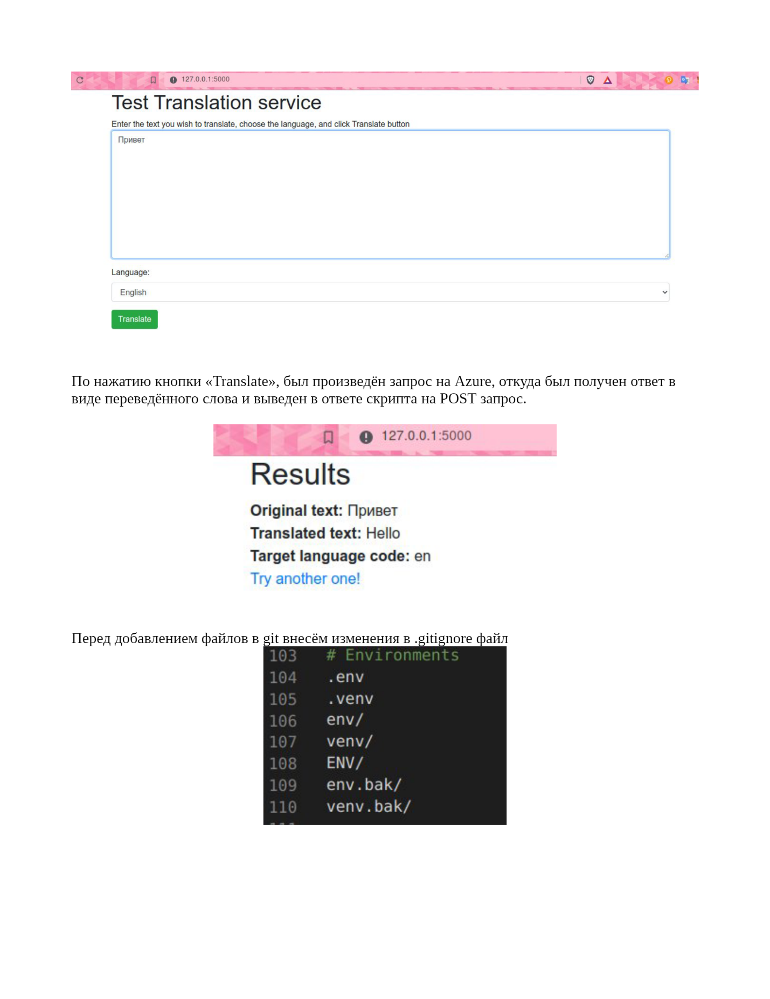 127.0.0.1:5000
Test Translation service
Enter the text you wish to translate, choose the language, and click Translate button
Привет
Language:
English
Translate
По нажатию кнопки «Translate», был произведён запрос на Azure, откуда был получен ответ в
виде переведённого слова и выведен в ответе скрипта на POST запрос.
127.0.0.1:5000
Results
Original text: Привет
Translated text: Hello
Target language code: en
Try another one!
Перед добавлением файлов в git внесём изменения в .gitignore файл
103 # Environments
104 .env
105 .venv
106 env/
107 venv/
108 ENV/
109 env.bak/
110 venv.bak/